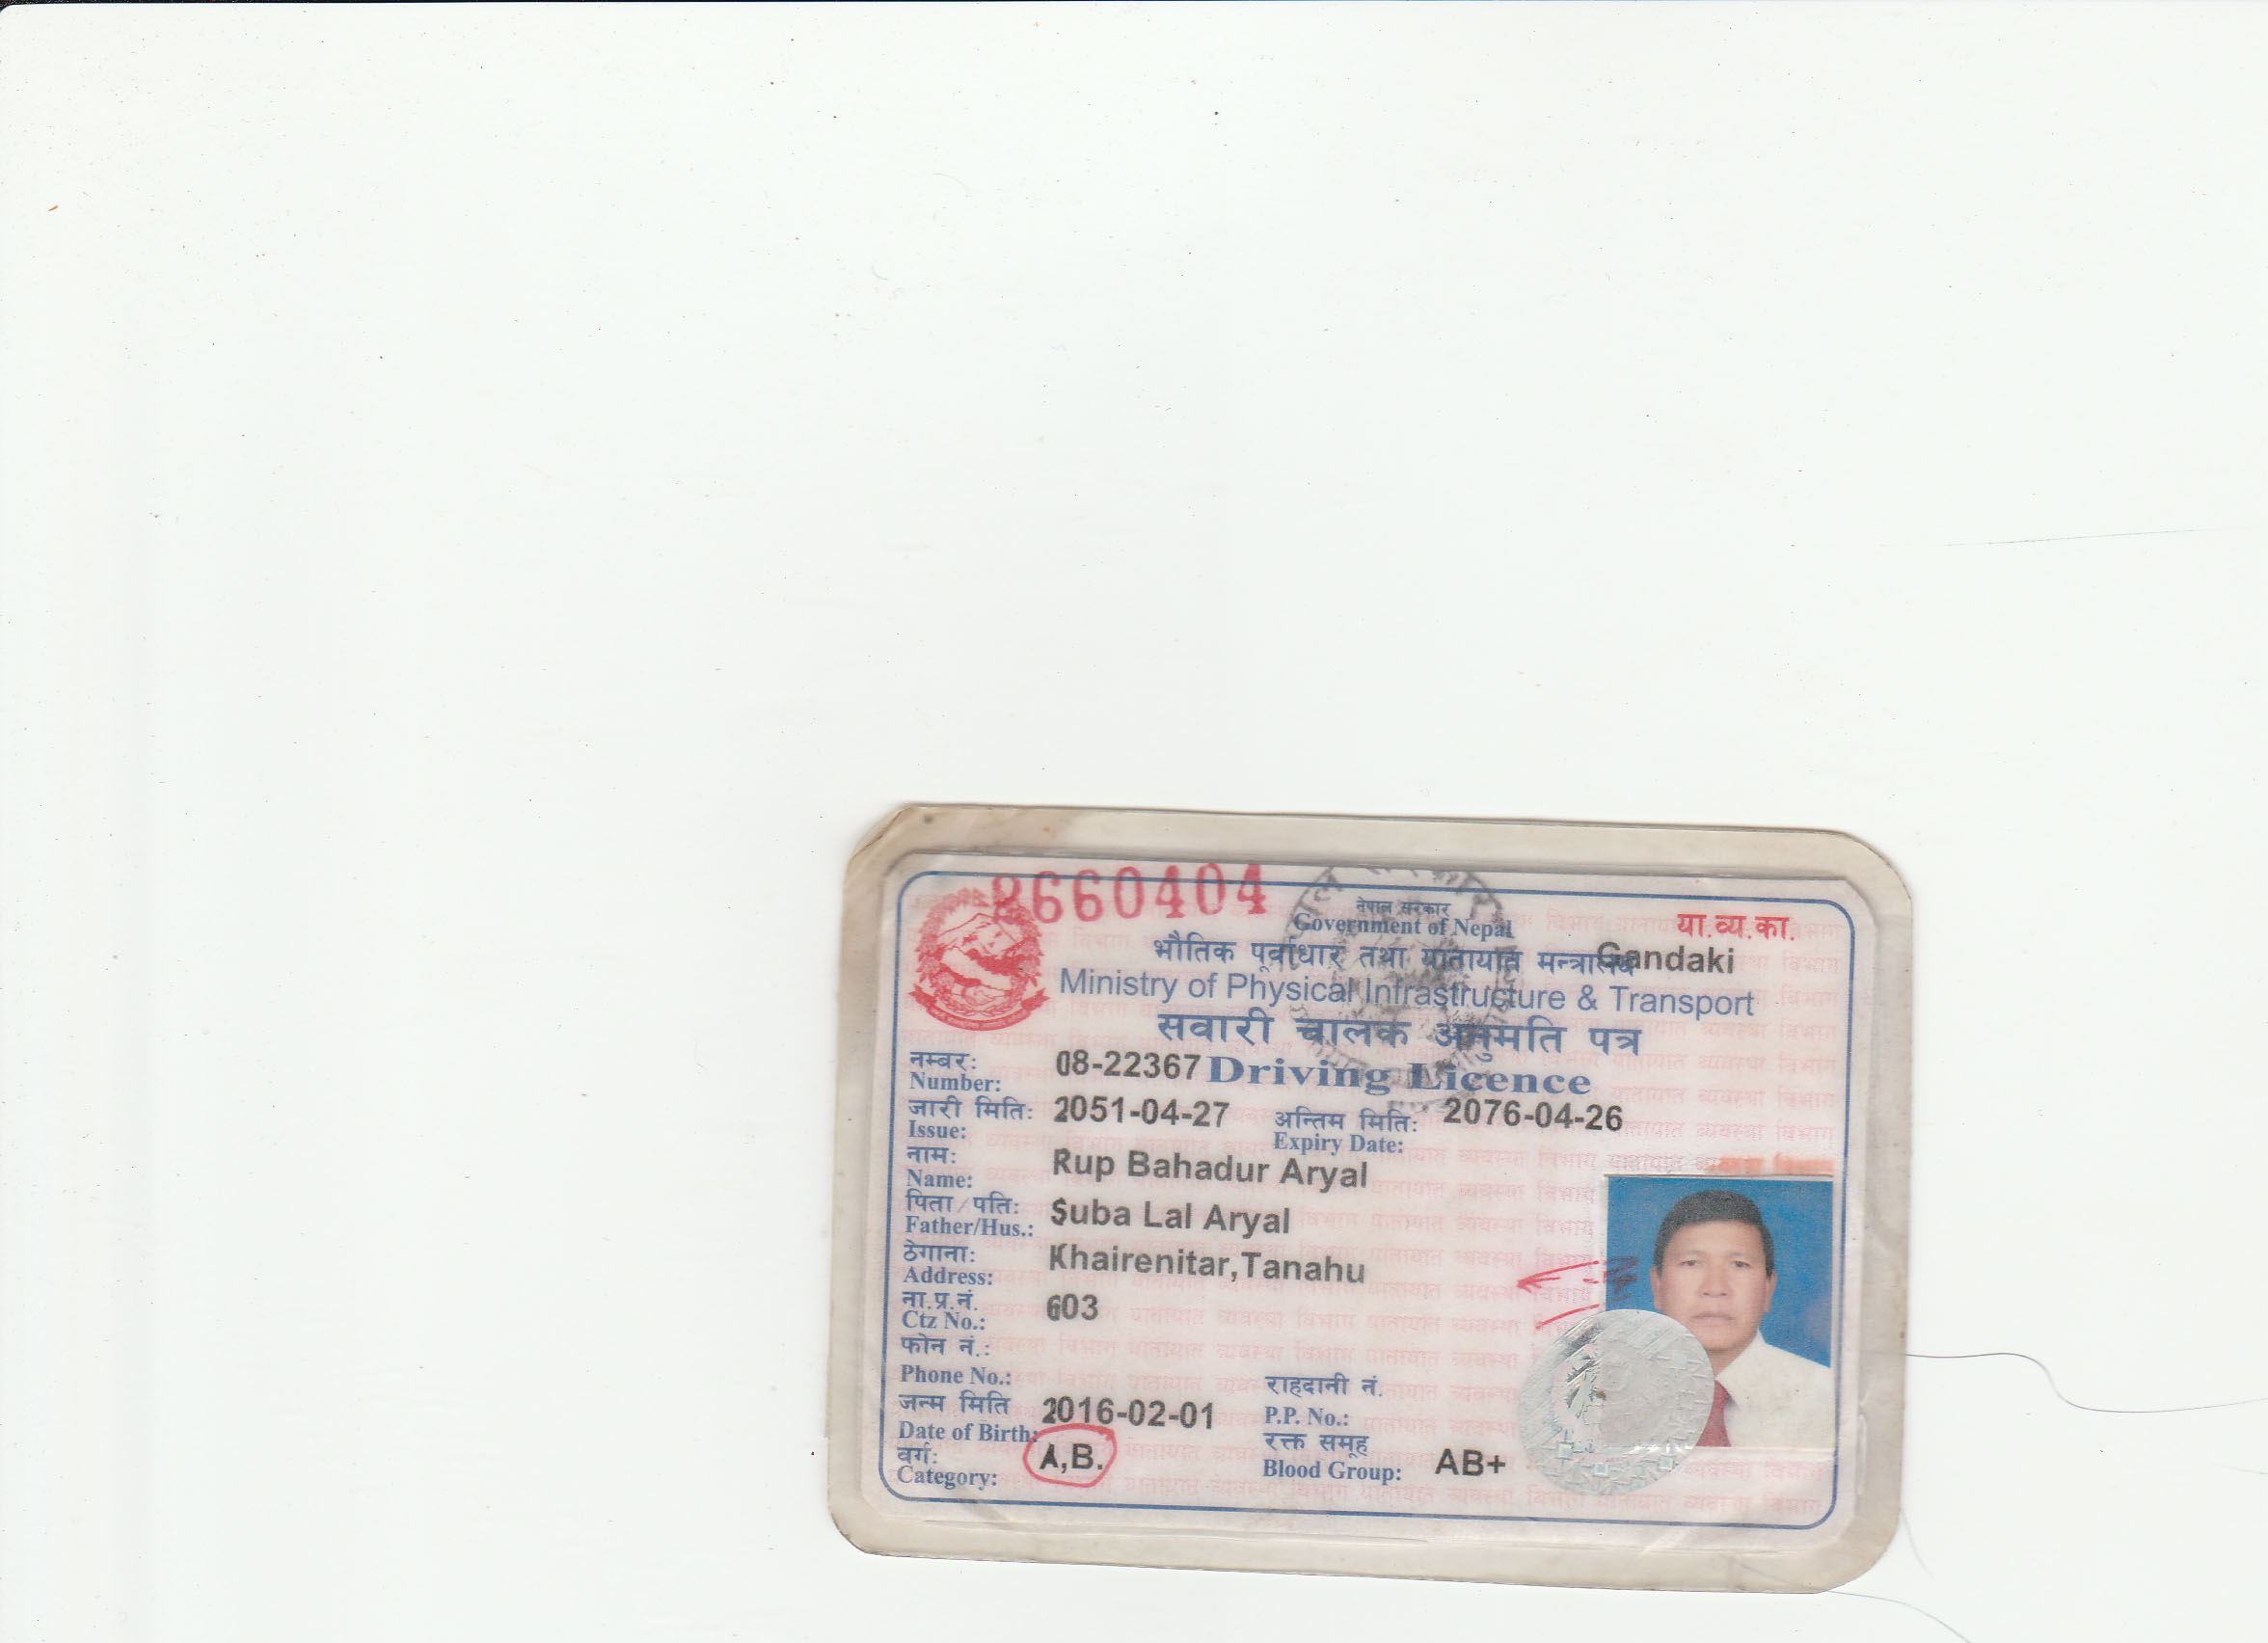 8660404
नेपाल सरकार
Government of Nepal
या.व्य.का.
भौतिक पूर्वाधार तथा यातायात मन्त्रालय
Gandaki
Ministry of Physical Infrastructure & Transport
सवारी चालक अनुमति पत्र
नम्बर:
Number: 08-22367 Driving Licence
जारी मिति: 2051-04-27 अन्तिम मिति: 2076-04-26
Issue: Expiry Date:
नाम: Rup Bahadur Aryal
Name:
पिता/पति: Suba Lal Aryal
Father/Hus.:
ठेगाना: Khairenitar,Tanahu
Address:
ना.प्र.नं. 603
Ctz No.:
फोन नं.:
Phone No.: राहदानी नं.
जन्म मिति 2016-02-01 P.P. No.:
Date of Birth: रक्त समूह
वर्ग: A,B. Blood Group: AB+
Category: